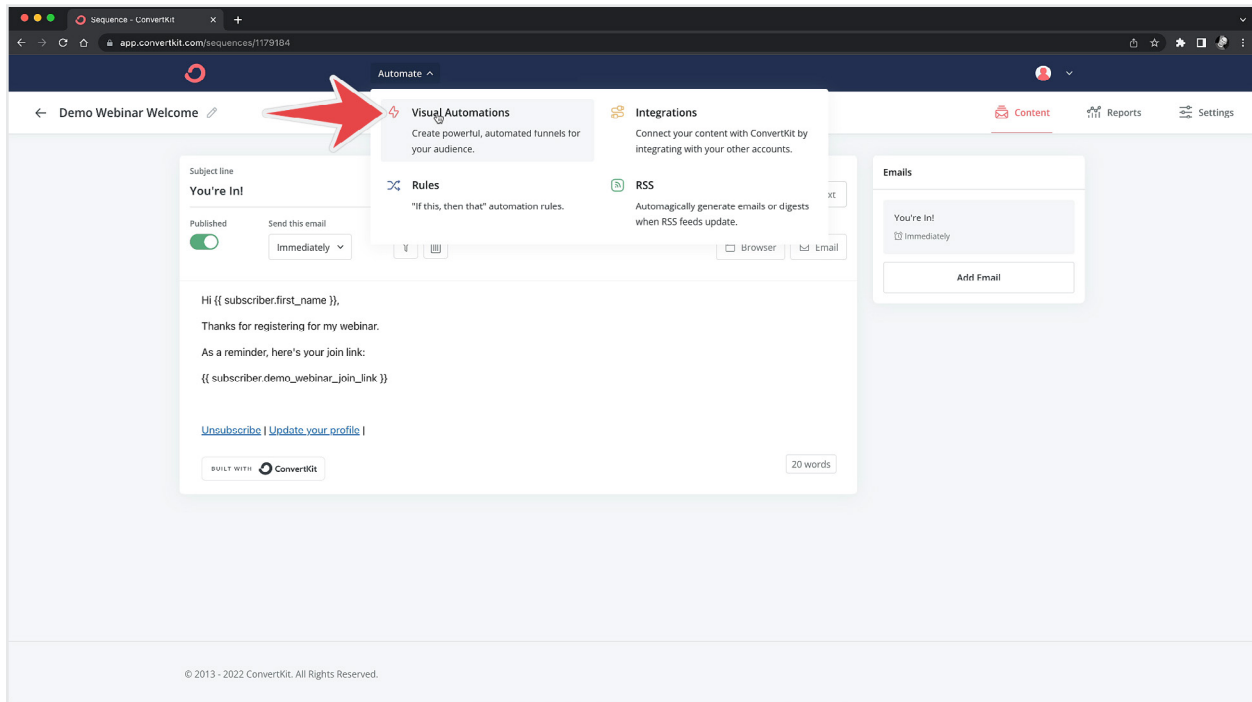 Sequence - ConvertKit
app.convertkit.com/sequences/1179184
Automate
Demo Webinar Welcome
Content
Reports
Settings
Visual Automations
Create powerful, automated funnels for
your audience.
Integrations
Connect your content with ConvertKit by
integrating with your other accounts.
Rules
"If this, then that" automation rules.
RSS
Automagically generate emails or digests
when RSS feeds update.
Subject line
You're In!
xt
Published
Send this email
Immediately
Browser
Email
Hi {{ subscriber.first_name }},
Thanks for registering for my webinar.
As a reminder, here's your join link:
{{ subscriber.demo_webinar_join_link }}
Unsubscribe | Update your profile |
BUILT WITH ConvertKit
20 words
Emails
You're In!
Immediately
Add Email
© 2013 - 2022 ConvertKit. All Rights Reserved.